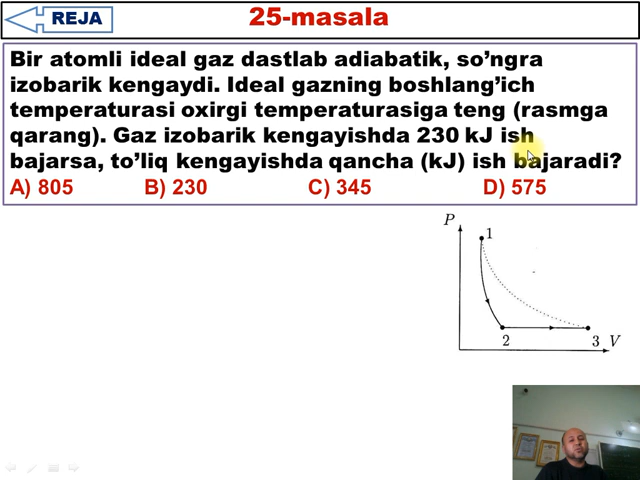 REJA
25-masala
Bir atomli ideal gaz dastlab adiabatik, so’ngra
izobarik kengaydi. Ideal gazning boshlang’ich
temperaturasi oxirgi temperaturasiga teng (rasmga
qarang). Gaz izobarik kengayishda 230 kJ ish
bajarsa, to’liq kengayishda qancha (kJ) ish bajaradi?
A) 805 B) 230 C) 345 D) 575
P
1
2
3 V